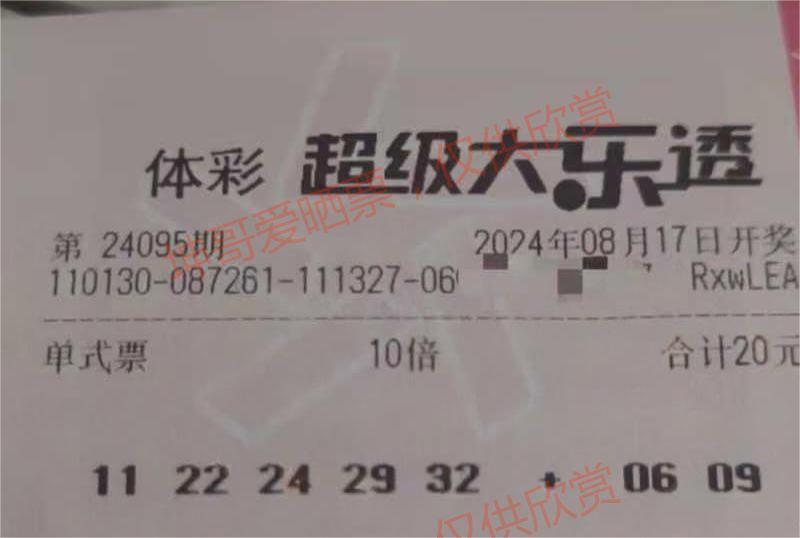 体彩 超级大乐透
第 24095期 2024年08月17日开奖
110130-087261-111327-06 RxwLEA
单式票 10倍 合计20元
11 22 24 29 32 + 06 09
哥爱晒票 仅供欣赏
仅供欣赏